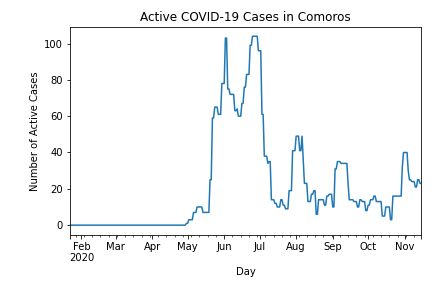 Active COVID-19 Cases in Comoros
Number of Active Cases
100
80
60
40
20
0
Feb Mar Apr May Jun Jul Aug Sep Oct Nov
2020
Day